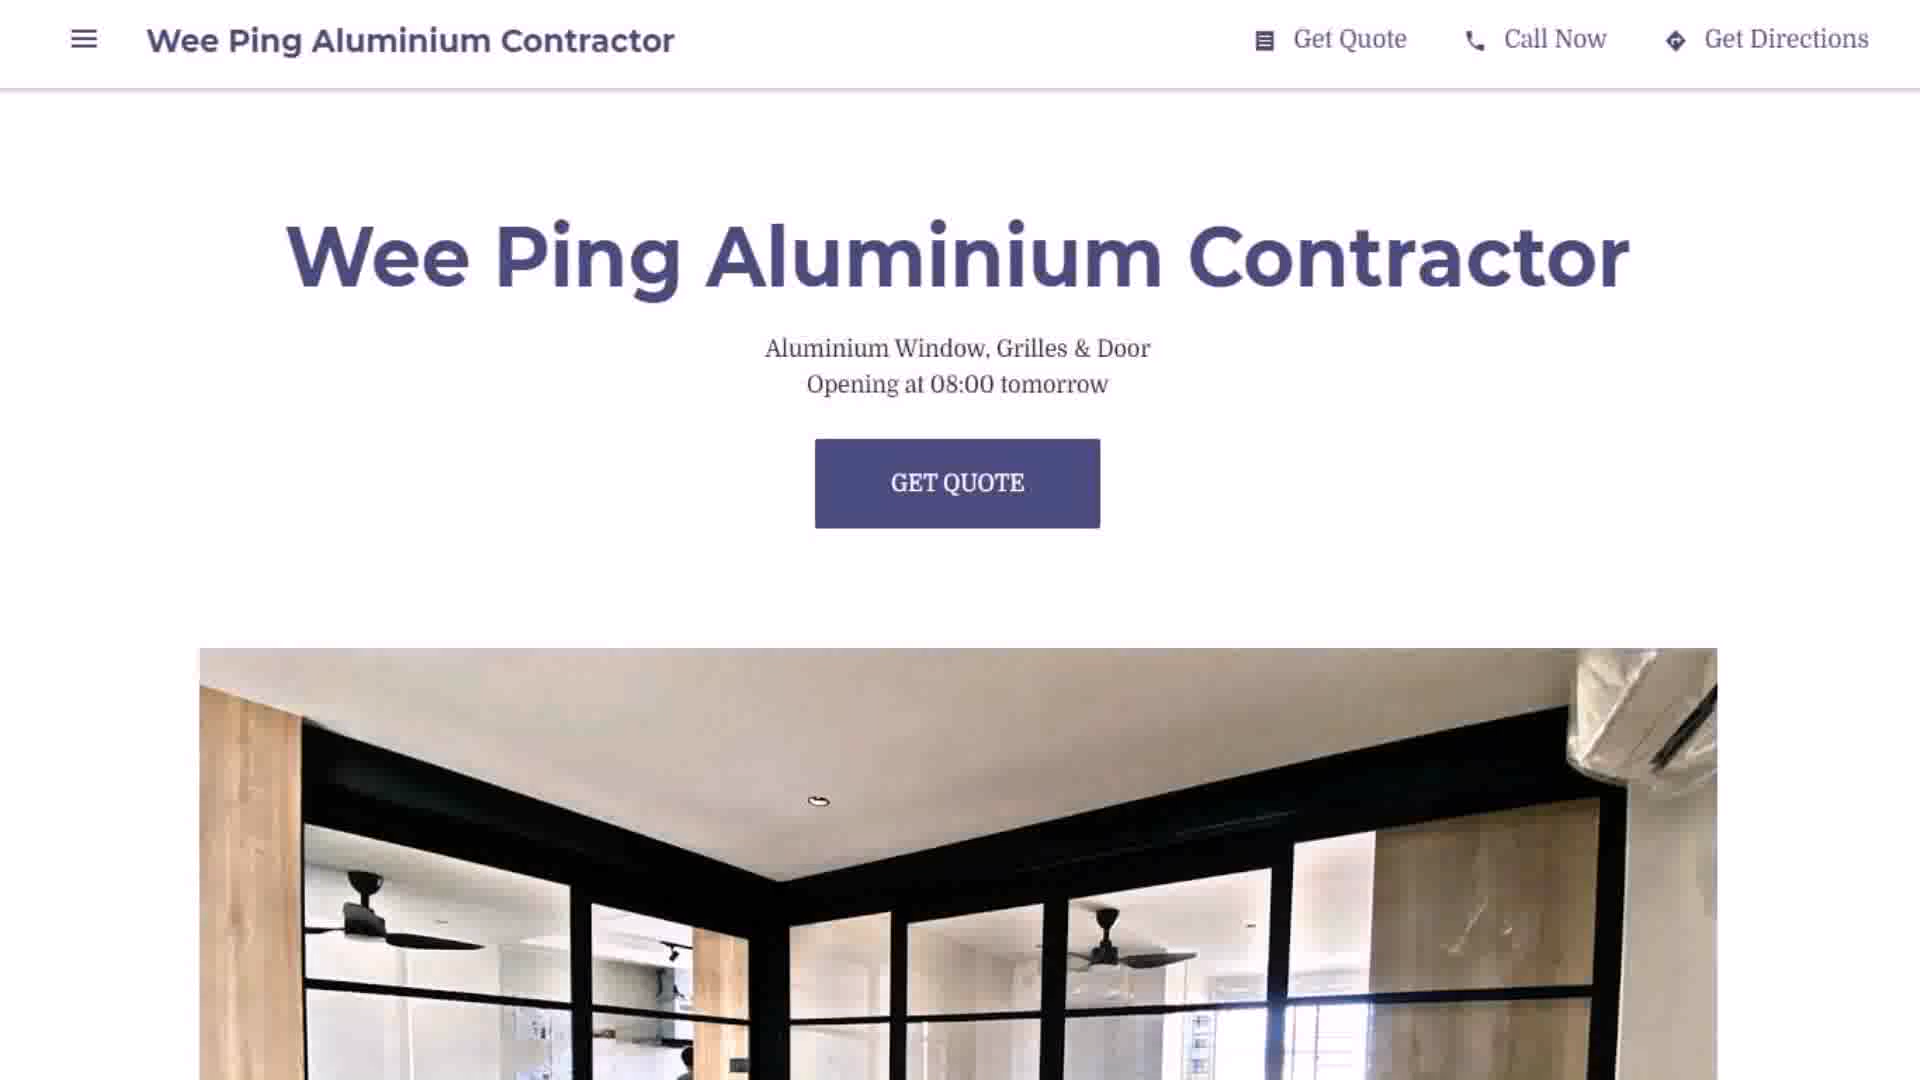 Wee Ping Aluminium Contractor
Get Quote
Call Now
Get Directions
Wee Ping Aluminium Contractor
Aluminium Window, Grilles & Door
Opening at 08:00 tomorrow
GET QUOTE